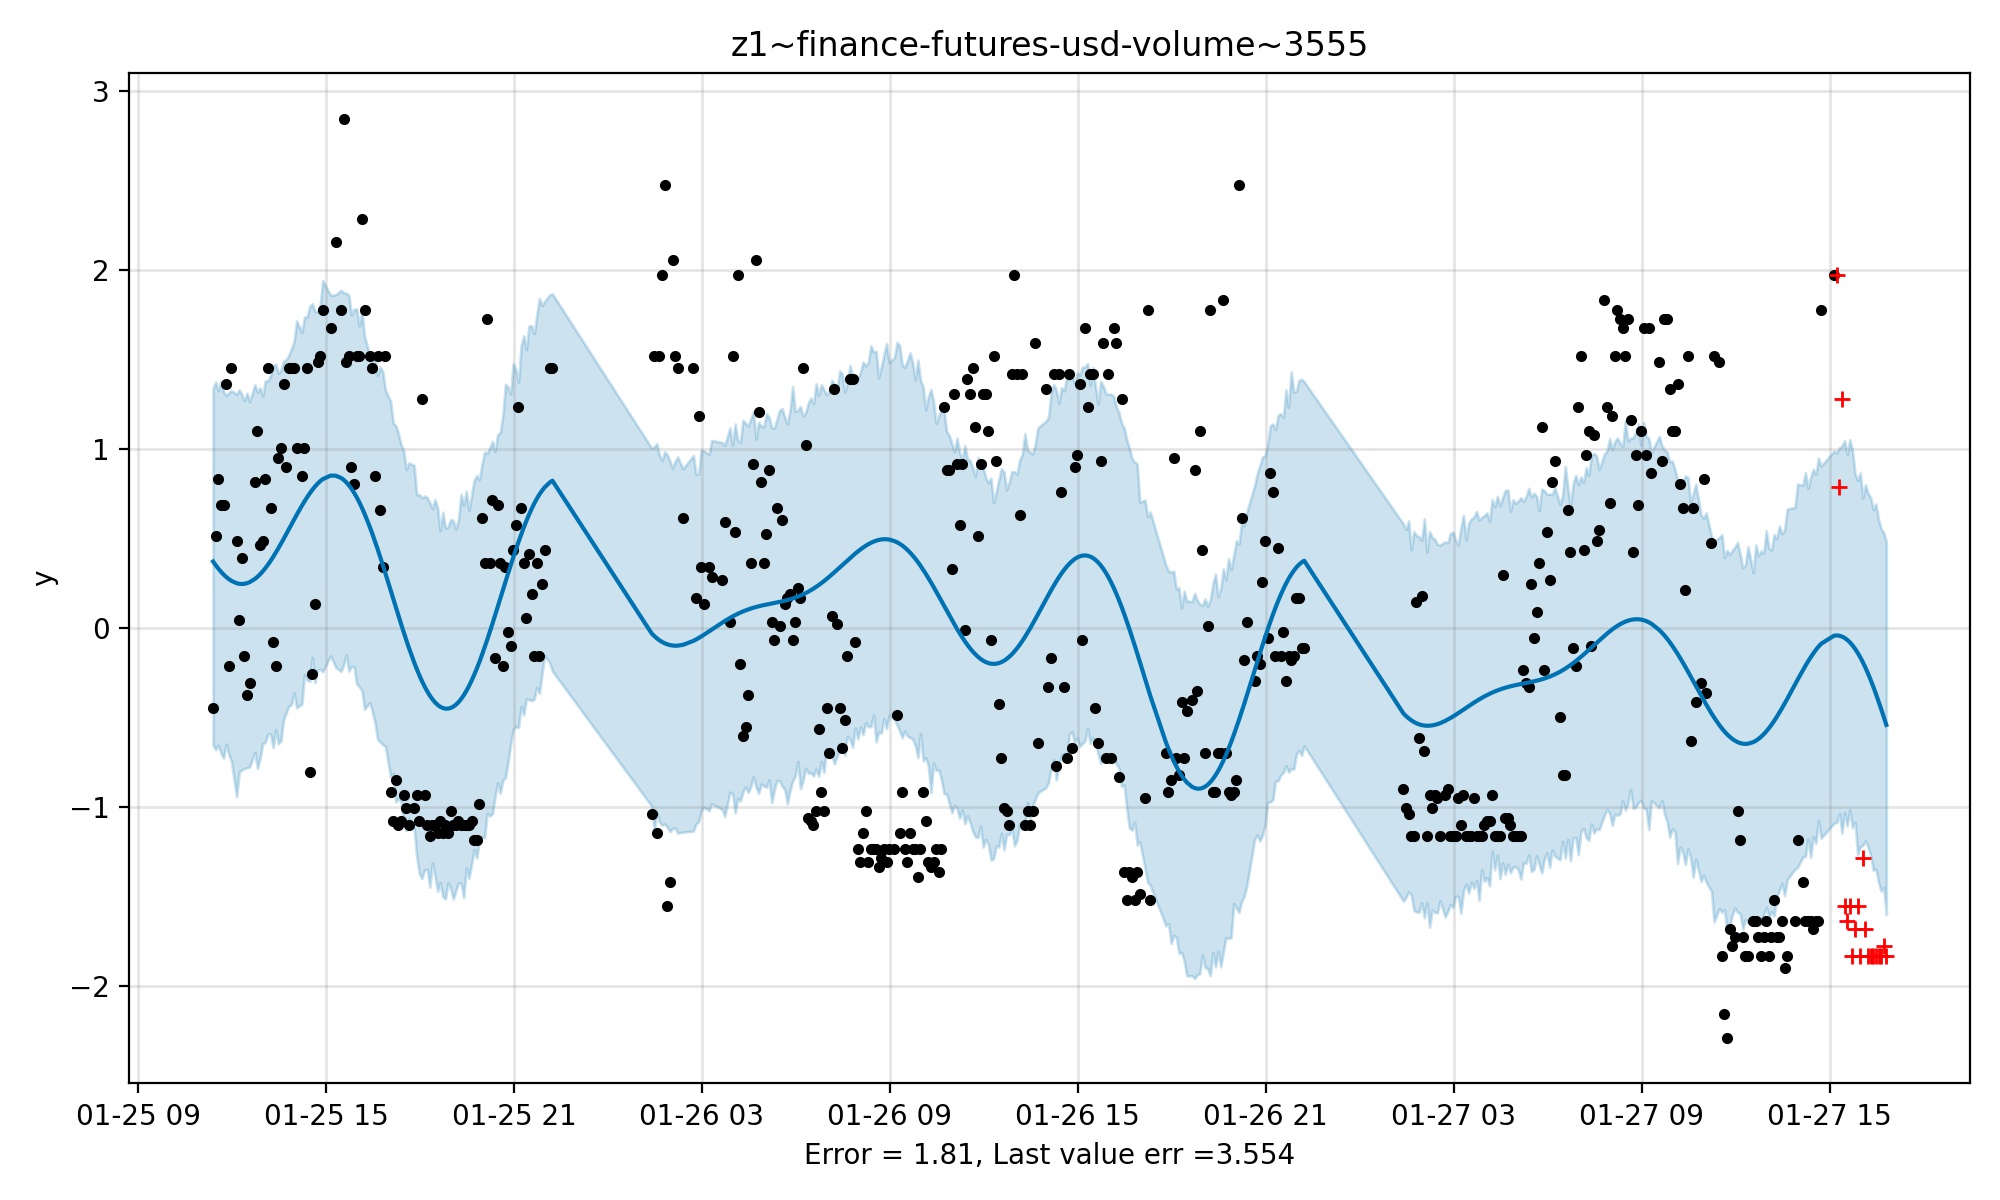 z1~finance-futures-usd-volume~3555
3
2
1
0
−1
−2
y
01-25 09 01-25 15 01-25 21 01-26 03 01-26 09 01-26 15 01-26 21 01-27 03 01-27 09 01-27 15
Error = 1.81, Last value err =3.554